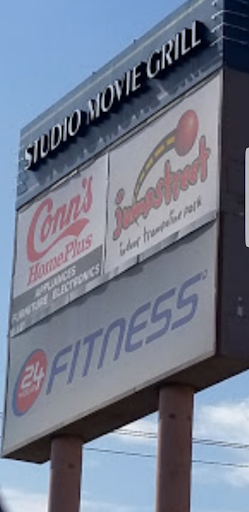 STUDIO MOVIE GRILL
Conn's
HomePlus
APPLIANCES
FURNITURE ELECTRONICS
jumpstreet
indoor trampoline park
24
FITNESS